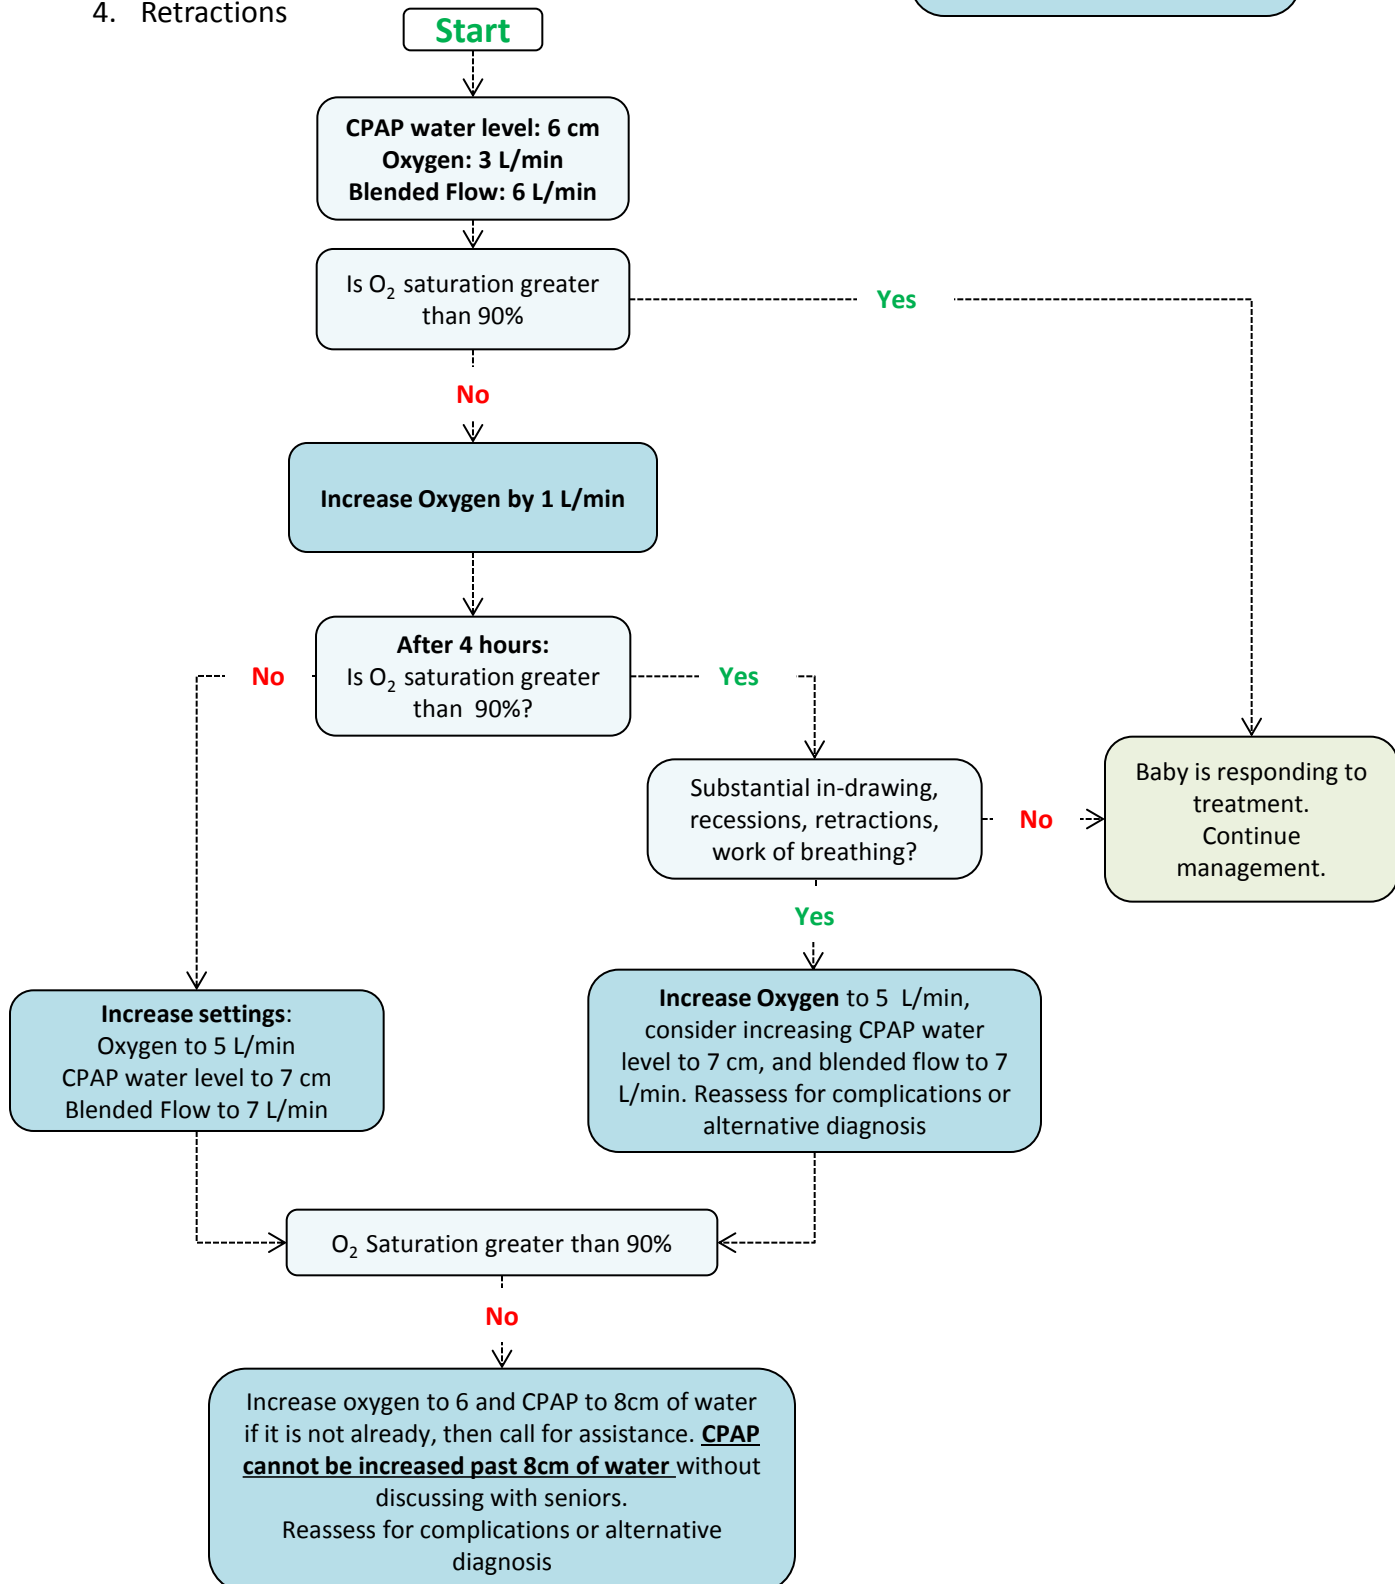 4. Retractions
Start
CPAP water level: 6 cm
Oxygen: 3 L/min
Blended Flow: 6 L/min
Is O₂ saturation greater
than 90%
Yes
No
Increase Oxygen by 1 L/min
After 4 hours:
Is O₂ saturation greater
than 90%?
No
Yes
Substantial in-drawing,
recessions, retractions,
work of breathing?
No
Baby is responding to
treatment.
Continue
management.
Yes
Increase settings:
Oxygen to 5 L/min
CPAP water level to 7 cm
Blended Flow to 7 L/min
Increase Oxygen to 5 L/min,
consider increasing CPAP water
level to 7 cm, and blended flow to 7
L/min. Reassess for complications or
alternative diagnosis
O₂ Saturation greater than 90%
No
Increase oxygen to 6 and CPAP to 8cm of water
if it is not already, then call for assistance. CPAP
cannot be increased past 8cm of water without
discussing with seniors.
Reassess for complications or alternative
diagnosis